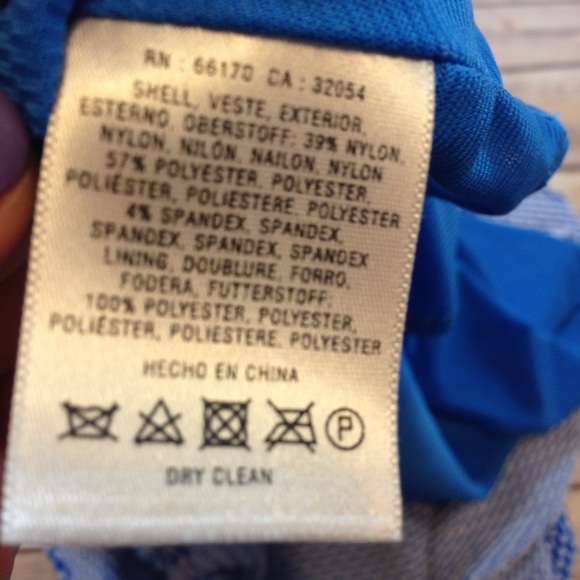 RN : 66170 CA : 32054
SHELL, VESTE, EXTERIOR,
ESTERNO, OBERSTOFF: 39% NYLON,
NYLON, NILÓN, NAILON, NYLON
57% POLYESTER, POLYESTER,
POLIÉSTER, POLIESTERE, POLYESTER
4% SPANDEX, SPANDEX,
SPANDEX, SPANDEX, SPANDEX
LINING, DOUBLURE, FORRO,
FODERA, FUTTERSTOFF:
100% POLYESTER, POLYESTER,
POLIÉSTER, POLIESTERE, POLYESTER
HECHO EN CHINA
P
DRY CLEAN